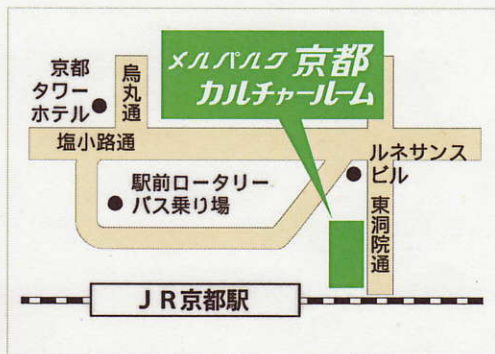 メルパルク 京都
カルチャールーム
京都
タワー
ホテル
烏丸通
塩小路通
駅前ロータリー
バス乗り場
ルネサンス
ビル
東洞院通
JR京都駅